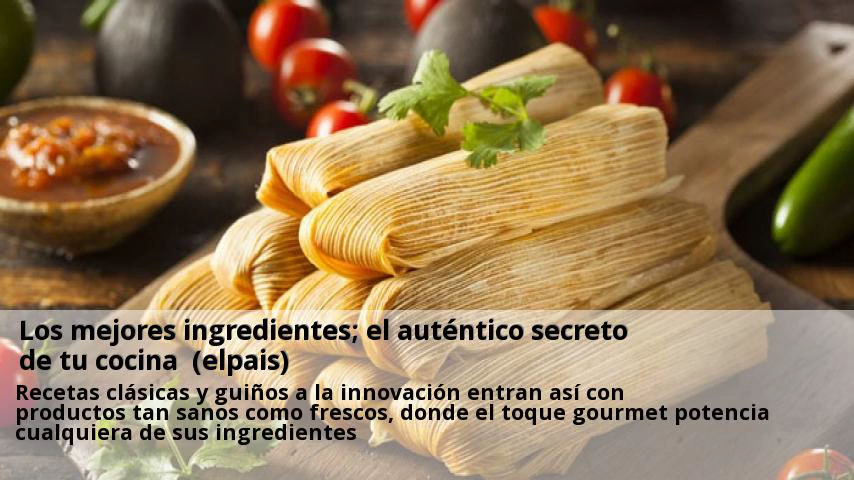 Los mejores ingredientes; el auténtico secreto
de tu cocina  (elpais)
Recetas clásicas y guiños a la innovación entran así con
productos tan sanos como frescos, donde el toque gourmet potencia
cualquiera de sus ingredientes